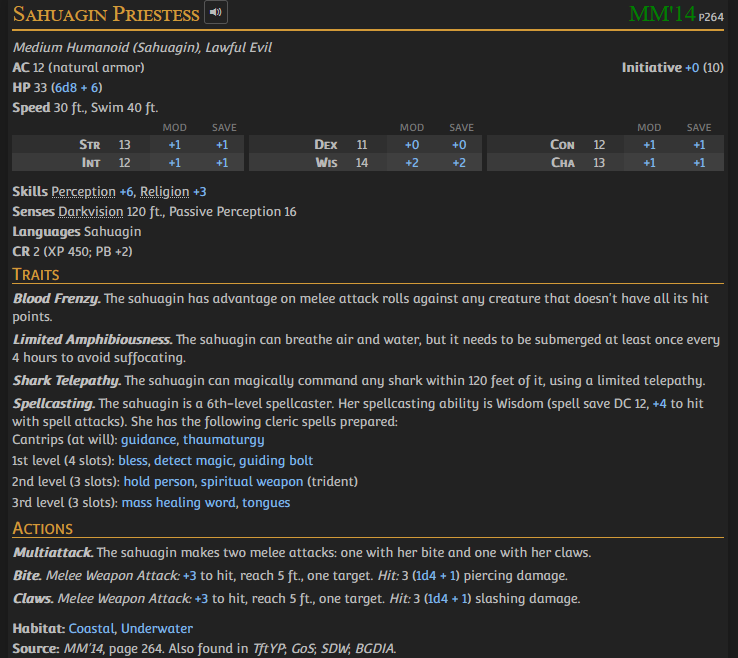 Sahuagin Priestess MM'14 P264
Medium Humanoid (Sahuagin), Lawful Evil
AC 12 (natural armor) Initiative +0 (10)
HP 33 (6d8 + 6)
Speed 30 ft., Swim 40 ft.
MOD SAVE MOD SAVE MOD SAVE
Str 13 +1 +1 Dex 11 +0 +0 Con 12 +1 +1
Int 12 +1 +1 Wis 14 +2 +2 Cha 13 +1 +1
Skills Perception +6, Religion +3
Senses Darkvision 120 ft., Passive Perception 16
Languages Sahuagin
CR 2 (XP 450; PB +2)
Traits
Blood Frenzy. The sahuagin has advantage on melee attack rolls against any creature that doesn't have all its hit
points.
Limited Amphibiousness. The sahuagin can breathe air and water, but it needs to be submerged at least once every
4 hours to avoid suffocating.
Shark Telepathy. The sahuagin can magically command any shark within 120 feet of it, using a limited telepathy.
Spellcasting. The sahuagin is a 6th-level spellcaster. Her spellcasting ability is Wisdom (spell save DC 12, +4 to hit
with spell attacks). She has the following cleric spells prepared:
Cantrips (at will): guidance, thaumaturgy
1st level (4 slots): bless, detect magic, guiding bolt
2nd level (3 slots): hold person, spiritual weapon (trident)
3rd level (3 slots): mass healing word, tongues
Actions
Multiattack. The sahuagin makes two melee attacks: one with her bite and one with her claws.
Bite. Melee Weapon Attack: +3 to hit, reach 5 ft., one target. Hit: 3 (1d4 + 1) piercing damage.
Claws. Melee Weapon Attack: +3 to hit, reach 5 ft., one target. Hit: 3 (1d4 + 1) slashing damage.
Habitat: Coastal, Underwater
Source: MM'14, page 264. Also found in TftYP; GoS; SDW; BGDIA.